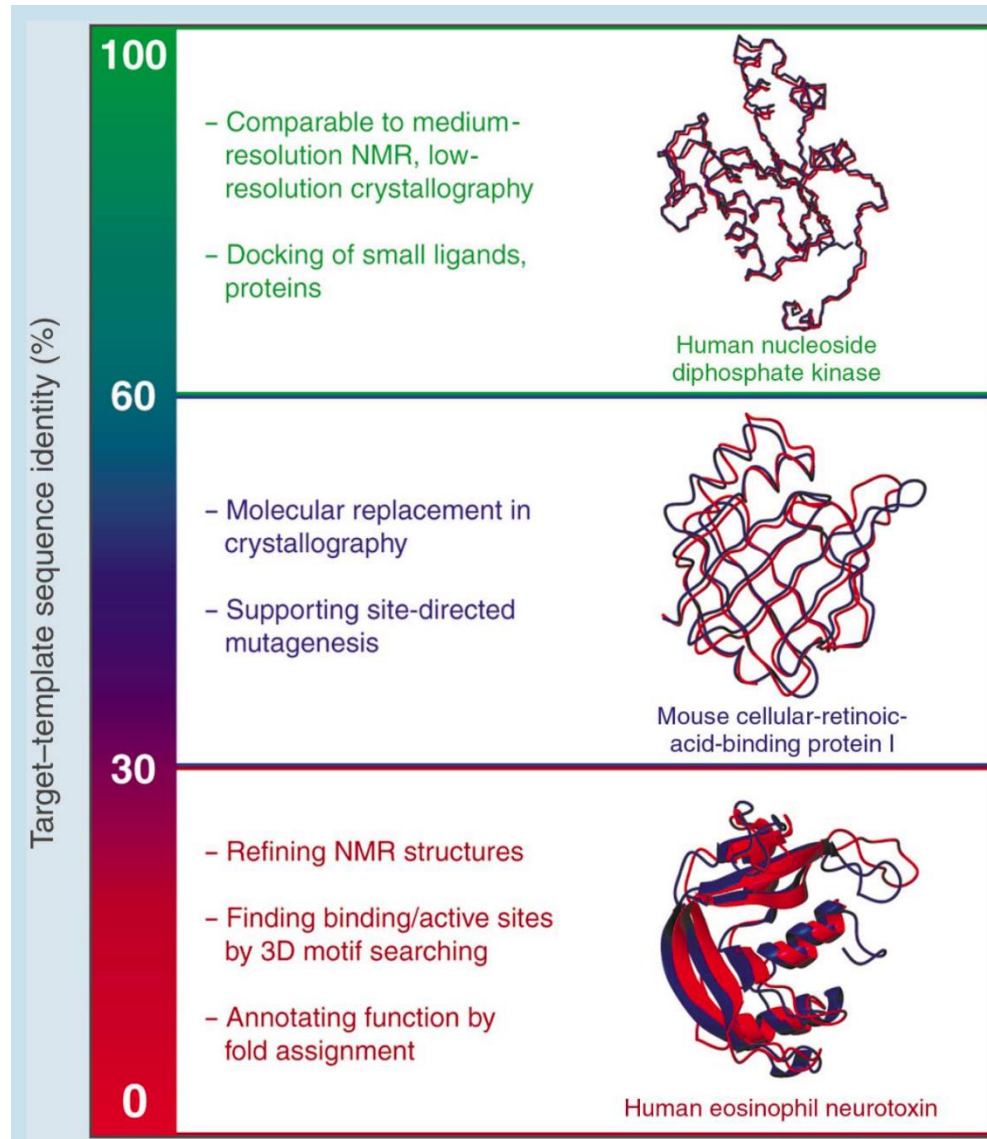 Target–template sequence identity (%)
100
– Comparable to medium-
resolution NMR, low-
resolution crystallography
– Docking of small ligands,
proteins
Human nucleoside
diphosphate kinase
60
– Molecular replacement in
crystallography
– Supporting site-directed
mutagenesis
Mouse cellular-retinoic-
acid-binding protein I
30
– Refining NMR structures
– Finding binding/active sites
by 3D motif searching
– Annotating function by
fold assignment
0
Human eosinophil neurotoxin